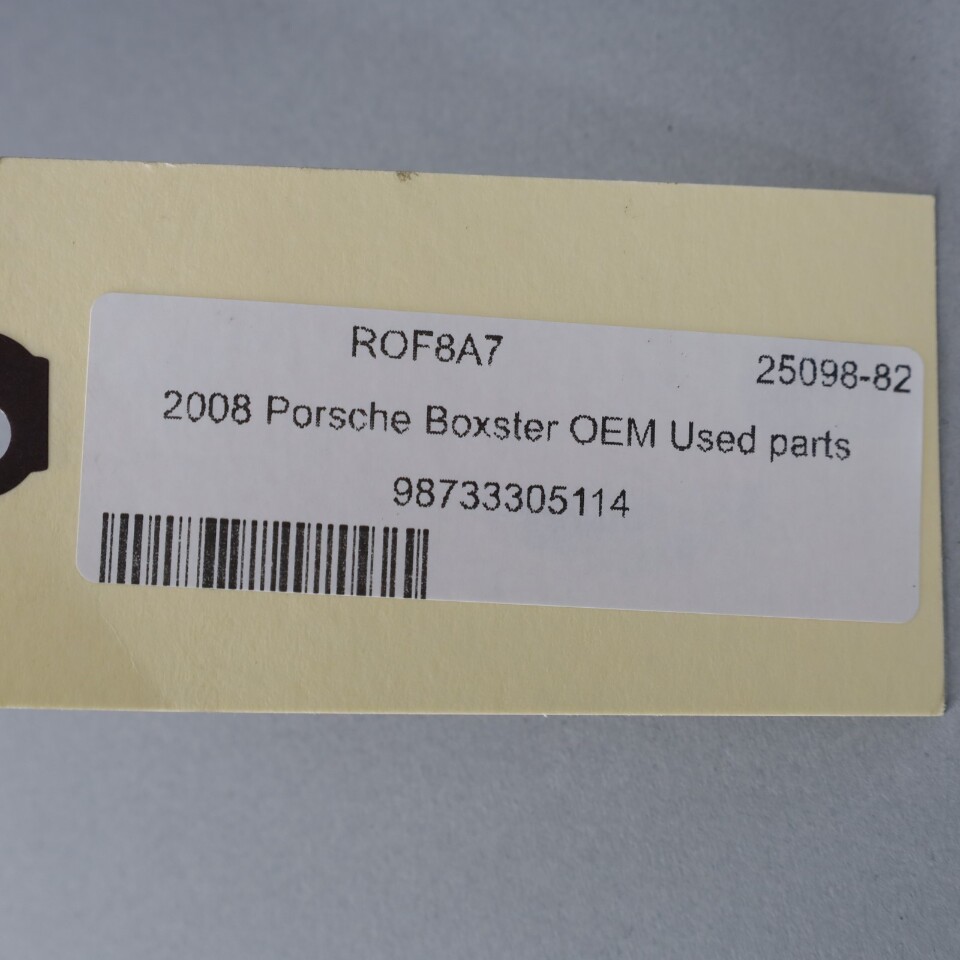 ROF8A7
25098-82
2008 Porsche Boxster OEM Used parts
98733305114